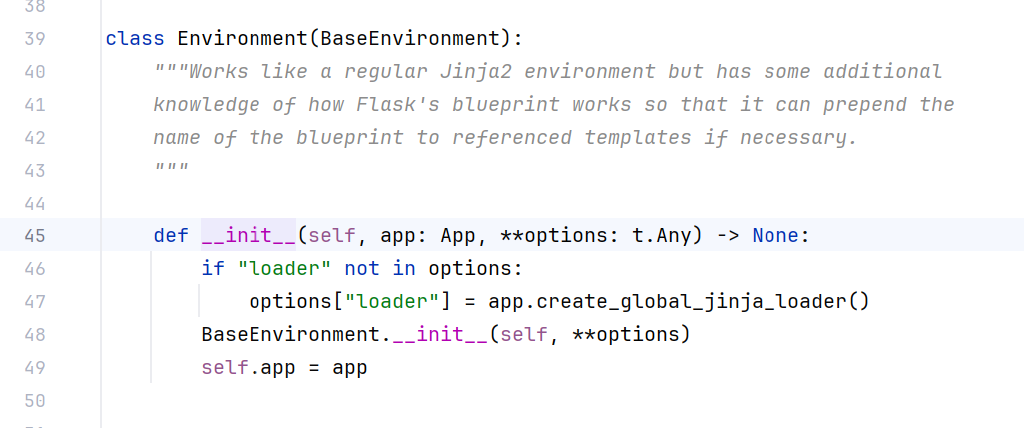 38
39 class Environment(BaseEnvironment):
40     """Works like a regular Jinja2 environment but has some additional
41     knowledge of how Flask's blueprint works so that it can prepend the
42     name of the blueprint to referenced templates if necessary.
43     """
44
45     def __init__(self, app: App, **options: t.Any) -> None:
46         if "loader" not in options:
47             options["loader"] = app.create_global_jinja_loader()
48         BaseEnvironment.__init__(self, **options)
49         self.app = app
50